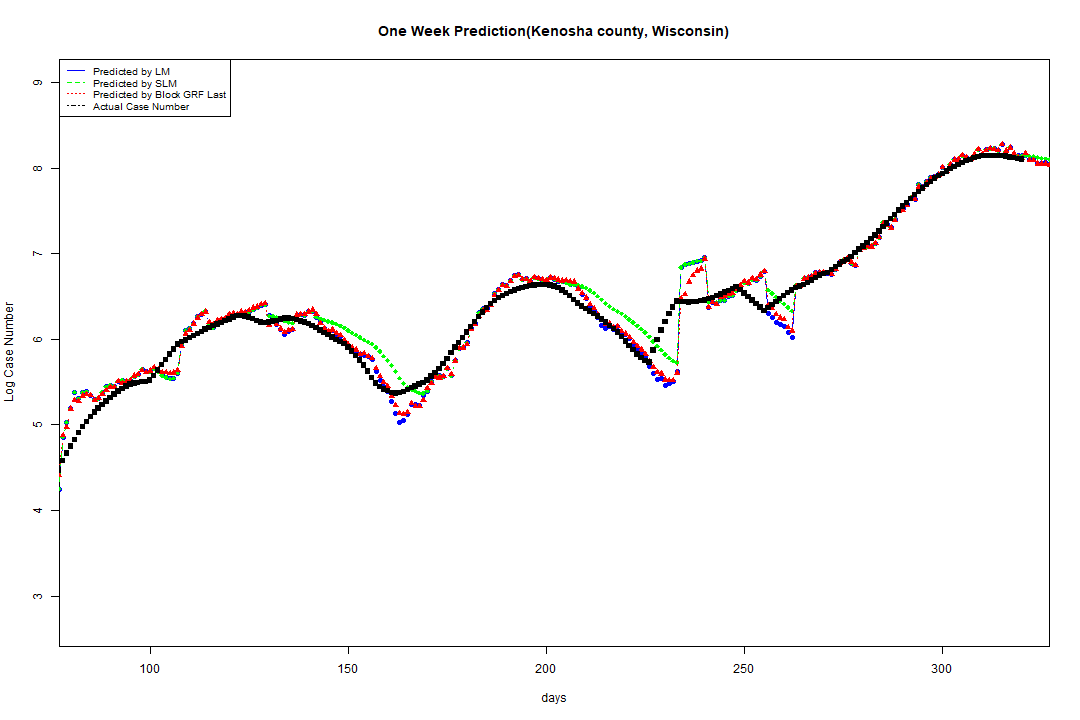 One Week Prediction(Kenosha county, Wisconsin)
Predicted by LM
Predicted by SLM
Predicted by Block GRF Last
Actual Case Number
9
8
7
6
5
4
3
Log Case Number
100
150
200
250
300
days